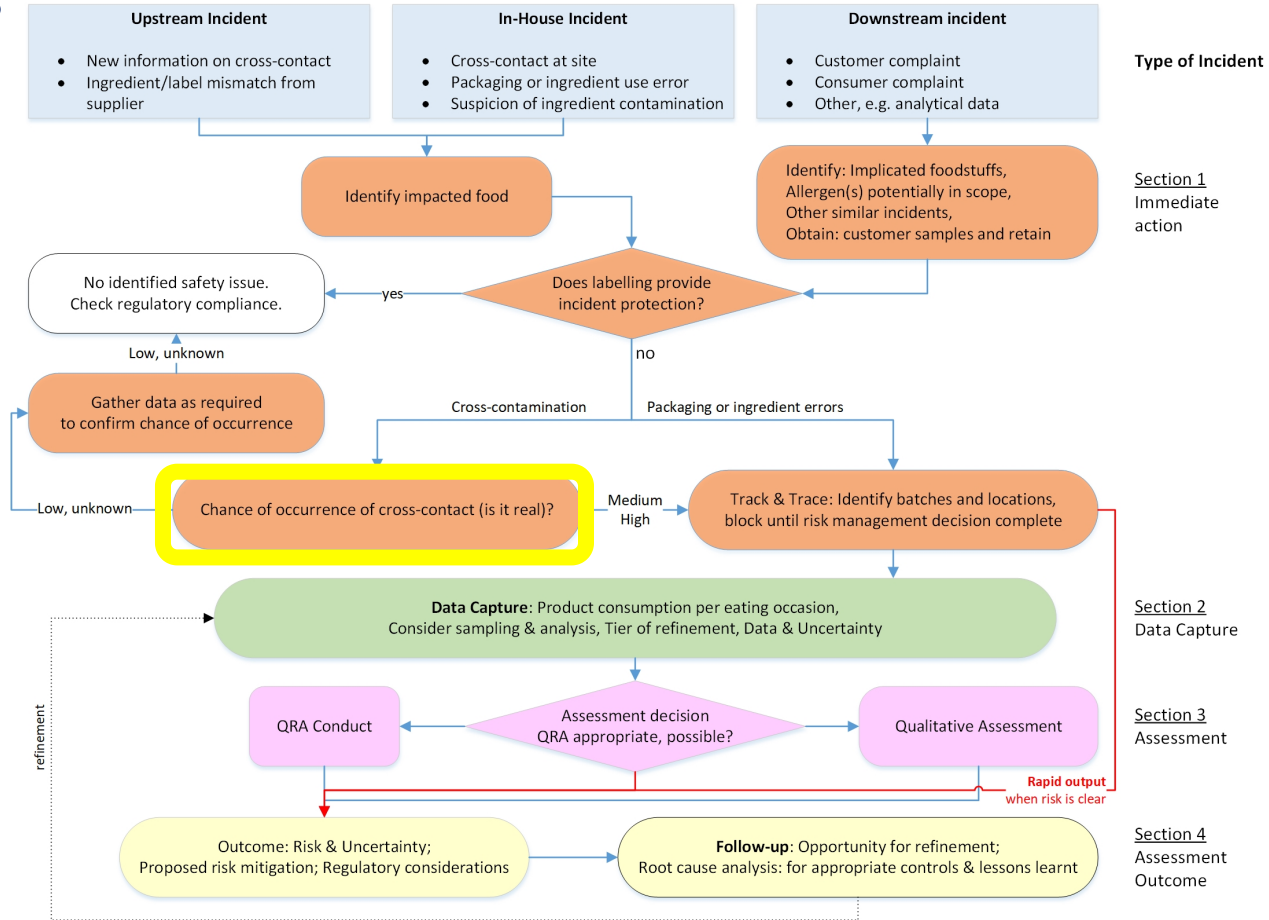 Upstream Incident
• New information on cross-contact
• Ingredient/label mismatch from
supplier
In-House Incident
• Cross-contact at site
• Packaging or ingredient use error
• Suspicion of ingredient contamination
Downstream incident
• Customer complaint
• Consumer complaint
• Other, e.g. analytical data
Type of Incident
Identify impacted food
Identify: Implicated foodstuffs,
Allergen(s) potentially in scope,
Other similar incidents,
Obtain: customer samples and retain
Section 1
Immediate
action
No identified safety issue.
Check regulatory compliance.
yes
Does labelling provide
incident protection?
no
Low, unknown
Gather data as required
to confirm chance of occurrence
Cross-contamination
Packaging or ingredient errors
Low, unknown
Chance of occurrence of cross-contact (is it real)?
Medium
High
Track & Trace: Identify batches and locations,
block until risk management decision complete
Data Capture: Product consumption per eating occasion,
Consider sampling & analysis, Tier of refinement, Data & Uncertainty
Section 2
Data Capture
refinement
QRA Conduct
Assessment decision
QRA appropriate, possible?
Qualitative Assessment
Section 3
Assessment
Rapid output
when risk is clear
Outcome: Risk & Uncertainty;
Proposed risk mitigation; Regulatory considerations
Follow-up: Opportunity for refinement;
Root cause analysis: for appropriate controls & lessons learnt
Section 4
Assessment
Outcome